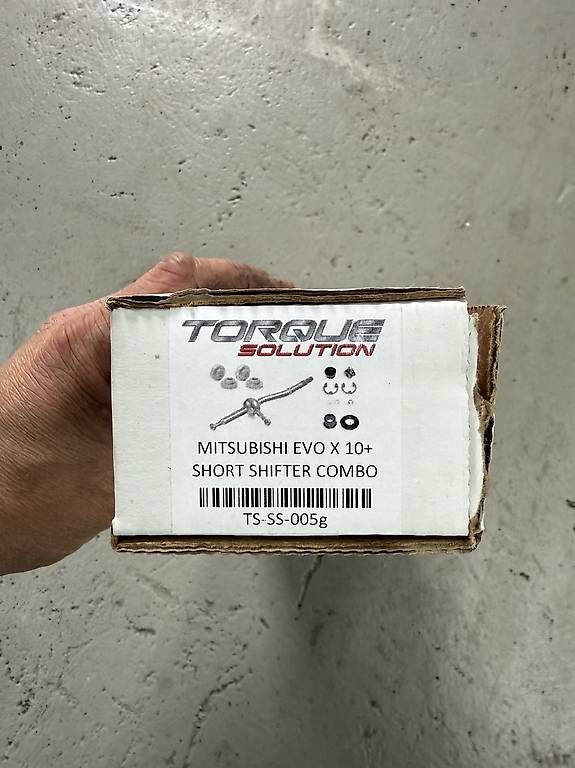 TORQUE
SOLUTION
MITSUBISHI EVO X 10+
SHORT SHIFTER COMBO
TS-SS-005g